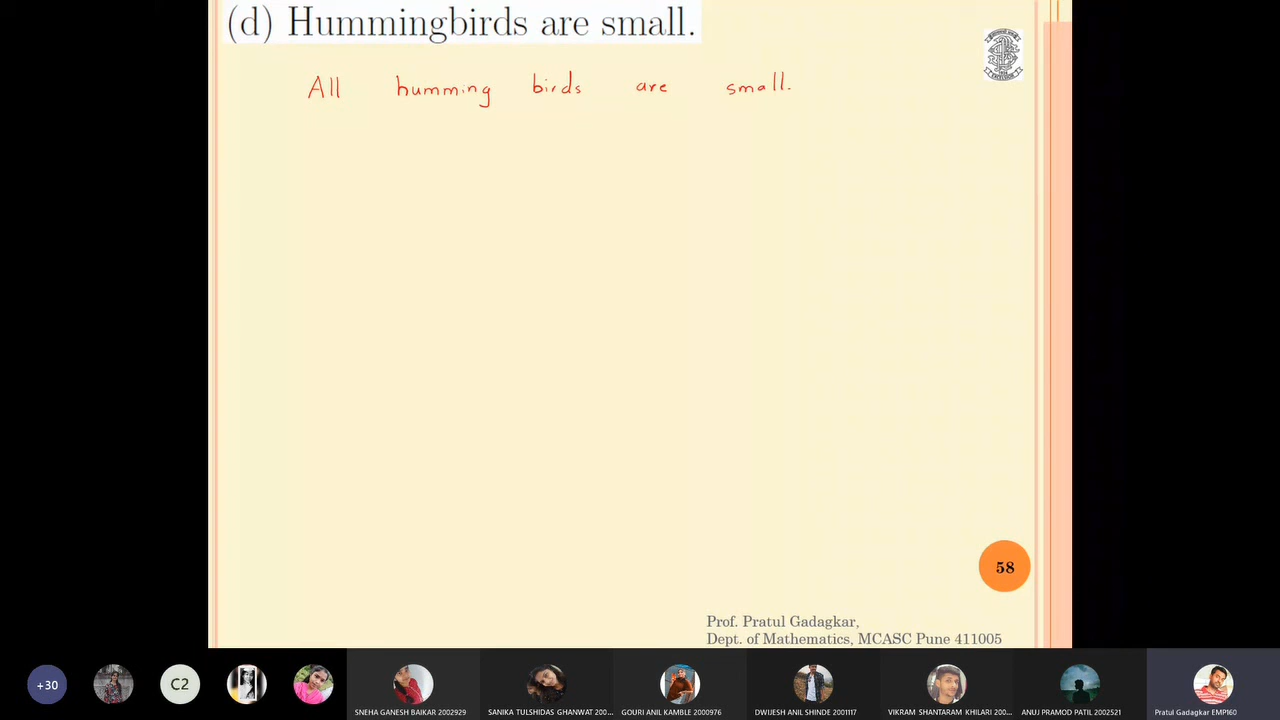 (d) Hummingbirds are small.
All humming birds are small.
58
Prof. Pratul Gadagkar,
Dept. of Mathematics, MCASC Pune 411005
+30
C2
SNEHA GANESH BAIKAR 2002929
SANIKA TULSHIDAS GHANWAT 200...
GOURI ANIL KAMBLE 2000976
DWIJESH ANIL SHINDE 2001117
VIKRAM SHANTARAM KHILARI 200...
ANUJ PRAMOD PATIL 2002521
Pratul Gadagkar EMP160